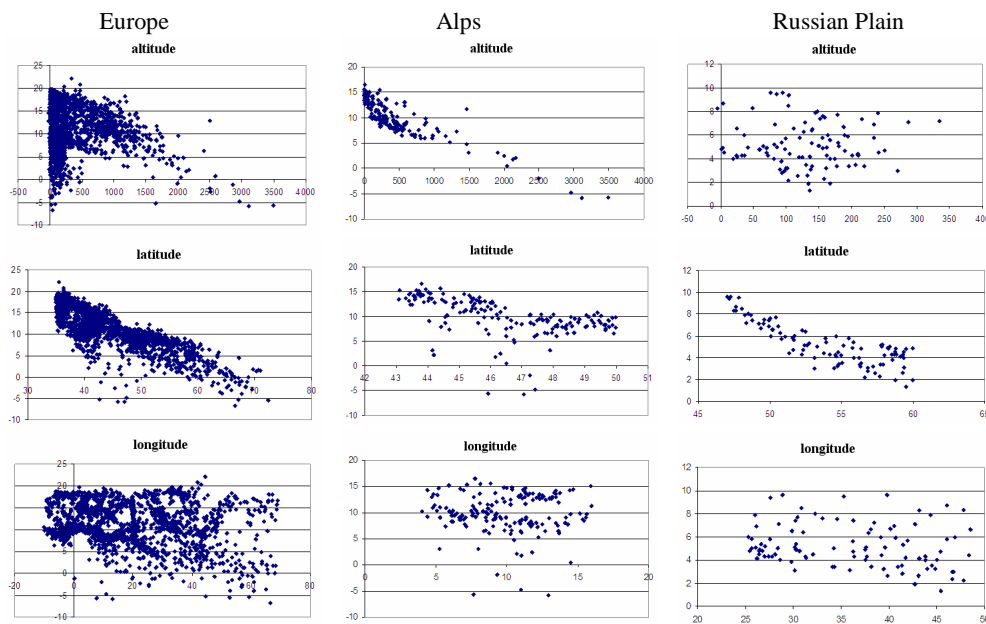 Europe Alps Russian Plain
altitude altitude altitude
25 20 15 10 5 0 -5 -10
-500 0 500 1000 1500 2000 2500 3000 3500 4000
20 15 10 5 0 -5 -10
0 500 1000 1500 2000 2500 3000 3500 4000
12 10 8 6 4 2 0
-50 0 50 100 150 200 250 300 350 400
latitude latitude latitude
25 20 15 10 5 0 -5 -10
30 40 50 60 70 80
20 15 10 5 0 -5 -10
42 43 44 45 46 47 48 49 50 51
12 10 8 6 4 2 0
45 50 55 60 65
longitude longitude longitude
25 20 15 10 5 0 -5 -10
-20 0 20 40 60 80
20 15 10 5 0 -5 -10
0 5 10 15 20
12 10 8 6 4 2 0
20 25 30 35 40 45 50